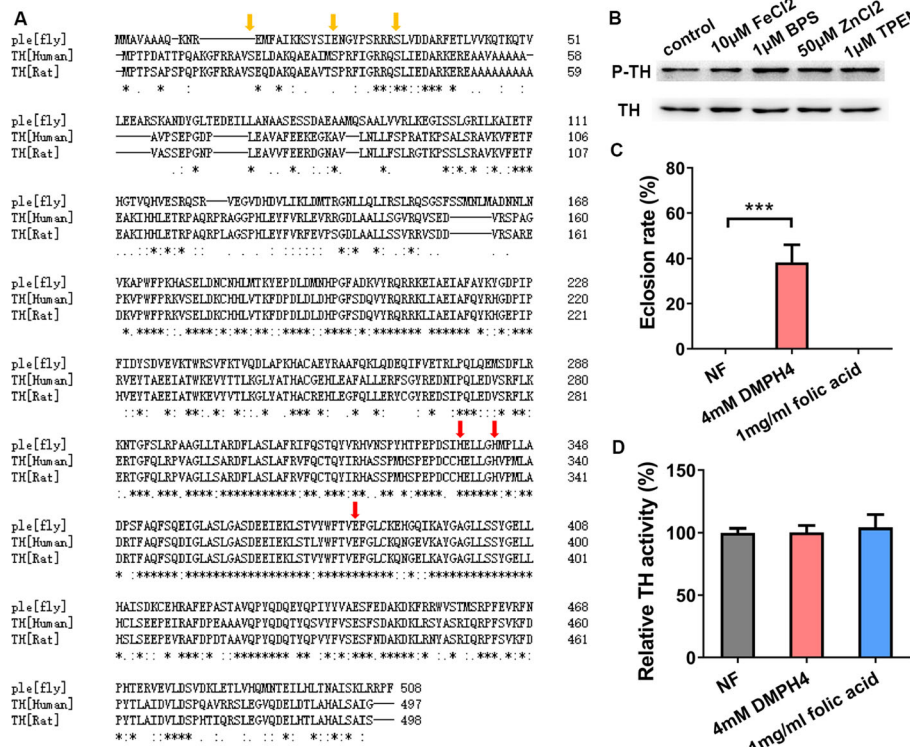 A
ple[fly] MMAVAAAQ-KNR———EMFAIKKSYSIENGYPSRRRSLVDDARFETLVVKQTKQTV 51
TH[Human] —MPTPDATTPQAKGFRRAVSELDAKQAEAIMSPRFIGRRQSLIEDARKEREAAVAAAAA- 58
TH[Rat] —MPTPSAPSPQPKGFRRAVSEQDAKQAEAVTSPRFIGRRQSLIEDARKEREAAAAAAAAA 59
ple[fly] LEEARSKANDYGLTEDEILLANAASESSDAEAAMQSAALVVRLKEGISSLGRILKAIETF 111
TH[Human] ———AVPSEPGDP———LEAVAFEEKEGKAV—LNLLFSPRATKPSALSRAVKVFETF 106
TH[Rat] ———VASSEPGNP———LEAVVFEERDGNAV—LNLLFSLRGTKPSSLSRAVKVFETF 107
ple[fly] HGTVQHVESRQSR——VEGVDHDVLIKLDMTRGNLLQLIRSLRQSGSFSSMNLMADNNLN 168
TH[Human] EAKIHHLETRPAQRPRAGGPHLEYFVRLEVRRGDLAALLSGVRQVSED———VRSPAG 160
TH[Rat] EAKIHHLETRPAQRPLAGSPHLEYFVRFEVPSGDLAALLSSVRRVSDD———VRSARE 161
ple[fly] VKAPWFPKHASELDNCNHLMTKYEPDLDMNHPGFADKVYRQRRKEIAEIAFAYKYGDPIP 228
TH[Human] PKVPWFPRKVSELDKCHHLVTKFDPDLDLDHPGFSDQVYRQRRKLIAEIAFQYRHGDPIP 220
TH[Rat] DKVPWFPRKVSELDKCHHLVTKFDPDLDLDHPGFSDQVYRQRRKLIAEIAFQYKHGEPIP 221
ple[fly] FIDYSDVEVKTWRSVFKTVQDLAPKHACAEYRAAFQKLQDEQIFVETRLPQLQEMSDFLR 288
TH[Human] RVEYTAEEIATWKEVYTTLKGLYATHACGEHLEAFALLERFSGYREDNIPQLEDVSRFLK 280
TH[Rat] HVEYTAEEIATWKEVYVTLKGLYATHACREHLEGFQLLERYCGYREDSIPQLEDVSRFLK 281
ple[fly] KNTGFSLRPAAGLLTARDFLASLAFRIFQSTQYVRHVNSPYHTPEPDSIHELLGHMPLLA 348
TH[Human] ERTGFQLRPVAGLLSARDFLASLAFRVFQCTQYIRHASSPMHSPEPDCCHELLGHVPMLA 340
TH[Rat] ERTGFQLRPVAGLLSARDFLASLAFRVFQCTQYIRHASSPMHSPEPDCCHELLGHVPMLA 341
ple[fly] DPSFAQFSQEIGLASLGASDEEIEKLSTVYWFTVEFGLCKEHGQIKAYGAGLLSSYGELL 408
TH[Human] DRTFAQFSQDIGLASLGASDEEIEKLSTLYWFTVEFGLCKQNGEVKAYGAGLLSSYGELL 400
TH[Rat] DRTFAQFSQDIGLASLGASDEEIEKLSTVYWFTVEFGLCKQNGELKAYGAGLLSSYGELL 401
ple[fly] HAISDKCEHRAFEPASTAVQPYQDQEYQPIYYVAESFEDAKDKFRRWVSTMSRPFEVRFN 468
TH[Human] HCLSEEPEIRAFDPEAAAVQPYQDQTYQSVYFVSESFSDAKDKLRSYASRIQRPFSVKFD 460
TH[Rat] HSLSEEPEVRAFDPDTAAVQPYQDQTYQPVYFVSESFNDAKDKLRNYASRIQRPFSVKFD 461
ple[fly] PHTERVEVLDSVDKLETLVHQMNTEILHLTNAISKLRRPF 508
TH[Human] PYTLAIDVLDSPQAVRRSLEGVQDELDTLAHALSAIG—— 497
TH[Rat] PYTLAIDVLDSPHTIQRSLEGVQDELHTLAHALSAIS—— 498
B
control
10μM FeCl2
1μM BPS
50μM ZnCl2
1μM TPEN
P-TH
TH
C
Eclosion rate (%)
80
60
40
20
0
***
NF
4mM DMPH4
1mg/ml folic acid
D
Relative TH activity (%)
150
100
50
0
NF
4mM DMPH4
1mg/ml folic acid